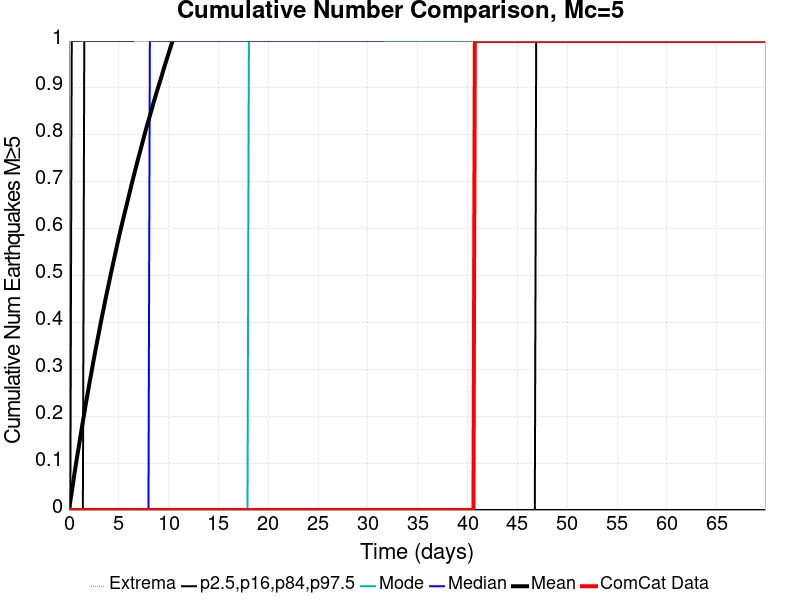 Cumulative Number Comparison, Mc=5
Cumulative Num Earthquakes M≥5
1
0.9
0.8
0.7
0.6
0.5
0.4
0.3
0.2
0.1
0
0 5 10 15 20 25 30 35 40 45 50 55 60 65
Time (days)
Extrema p2.5,p16,p84,p97.5 Mode Median Mean ComCat Data